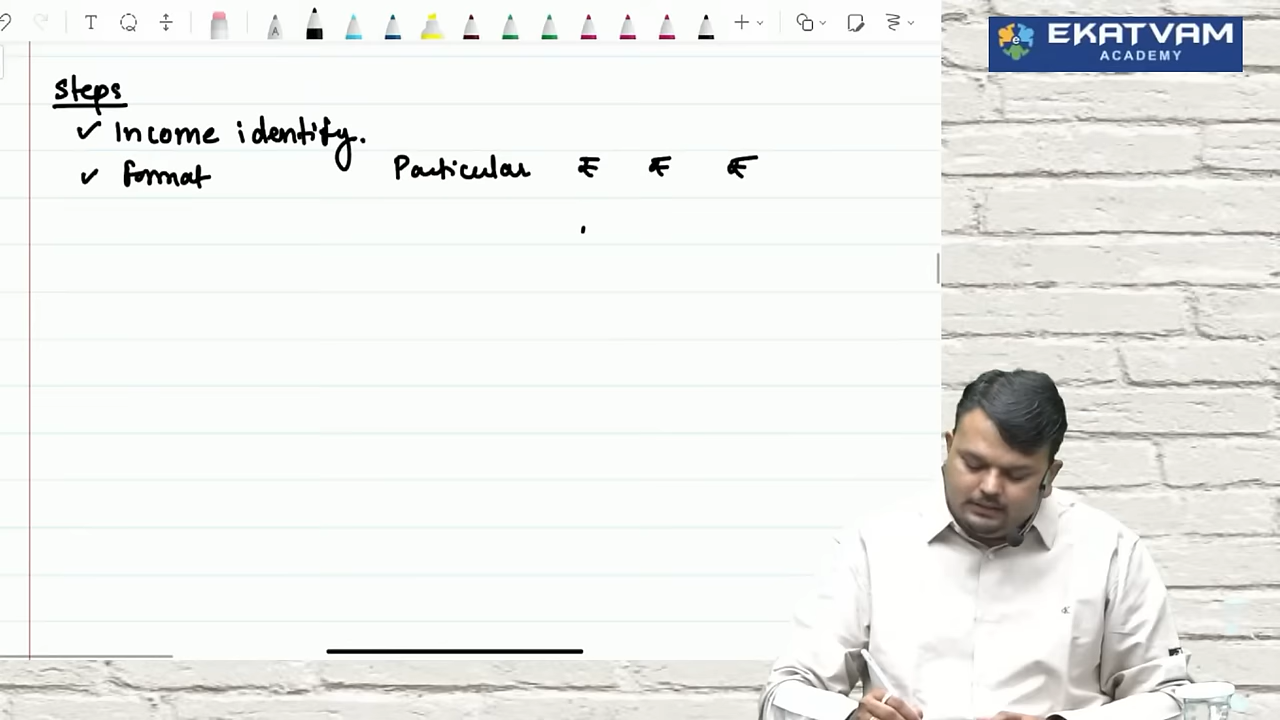 EKATVAM
ACADEMY
Steps
✓ Income identify.
✓ Format Particular ₹ ₹ ₹